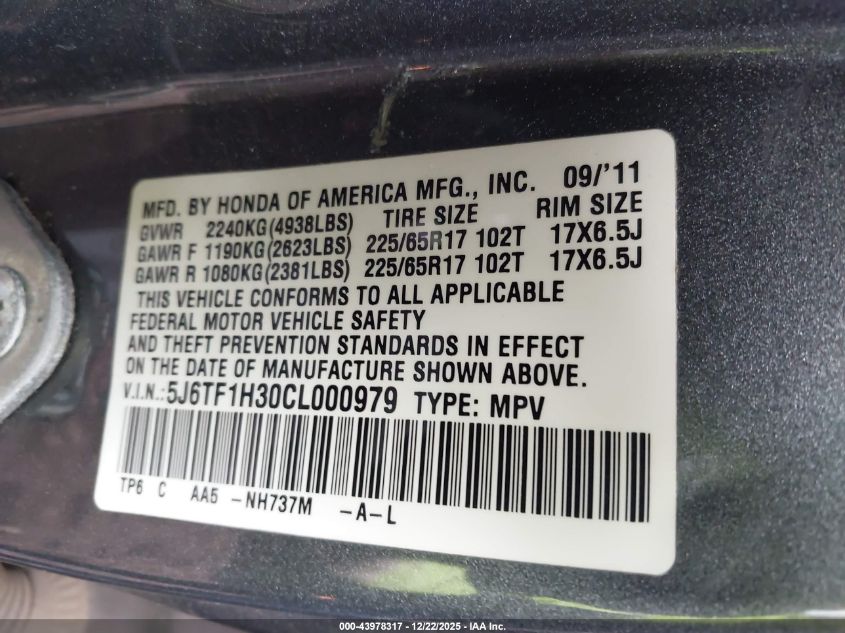 MFD. BY HONDA OF AMERICA MFG., INC. 09/'11
GVWR 2240KG(4938LBS) TIRE SIZE RIM SIZE
GAWR F 1190KG(2623LBS) 225/65R17 102T 17X6.5J
GAWR R 1080KG(2381LBS) 225/65R17 102T 17X6.5J
THIS VEHICLE CONFORMS TO ALL APPLICABLE
FEDERAL MOTOR VEHICLE SAFETY
AND THEFT PREVENTION STANDARDS IN EFFECT
ON THE DATE OF MANUFACTURE SHOWN ABOVE.
V.I.N.:5J6TF1H30CL000979 TYPE: MPV
TP6 C AA5 -NH737M -A-L
000-43978317 - 12/22/2025 - IAA Inc.